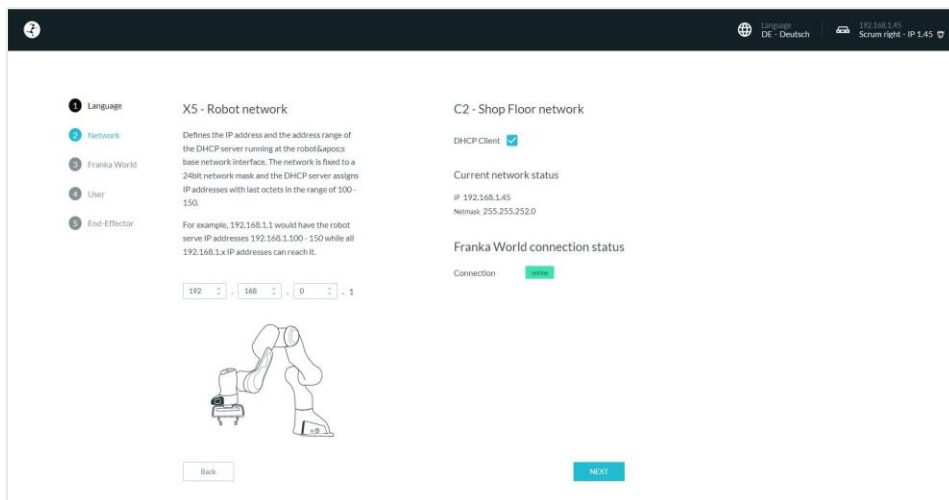 Language
DE - Deutsch
192.168.1.45
Scrum right - IP 1.45
1 Language
2 Network
3 Franka World
4 User
5 End-Effector
X5 - Robot network
Defines the IP address and the address range of
the DHCP server running at the robot&apos;s
base network interface. The network is fixed to a
24bit network mask and the DHCP server assigns
IP addresses with last octets in the range of 100 -
150.
For example, 192.168.1.1 would have the robot
serve IP addresses 192.168.1.100 - 150 while all
192.168.1.x IP addresses can reach it.
192 . 168 . 0 . 1
Back
C2 - Shop Floor network
DHCP Client
Current network status
IP 192.168.1.45
Netmask 255.255.252.0
Franka World connection status
Connection online
NEXT